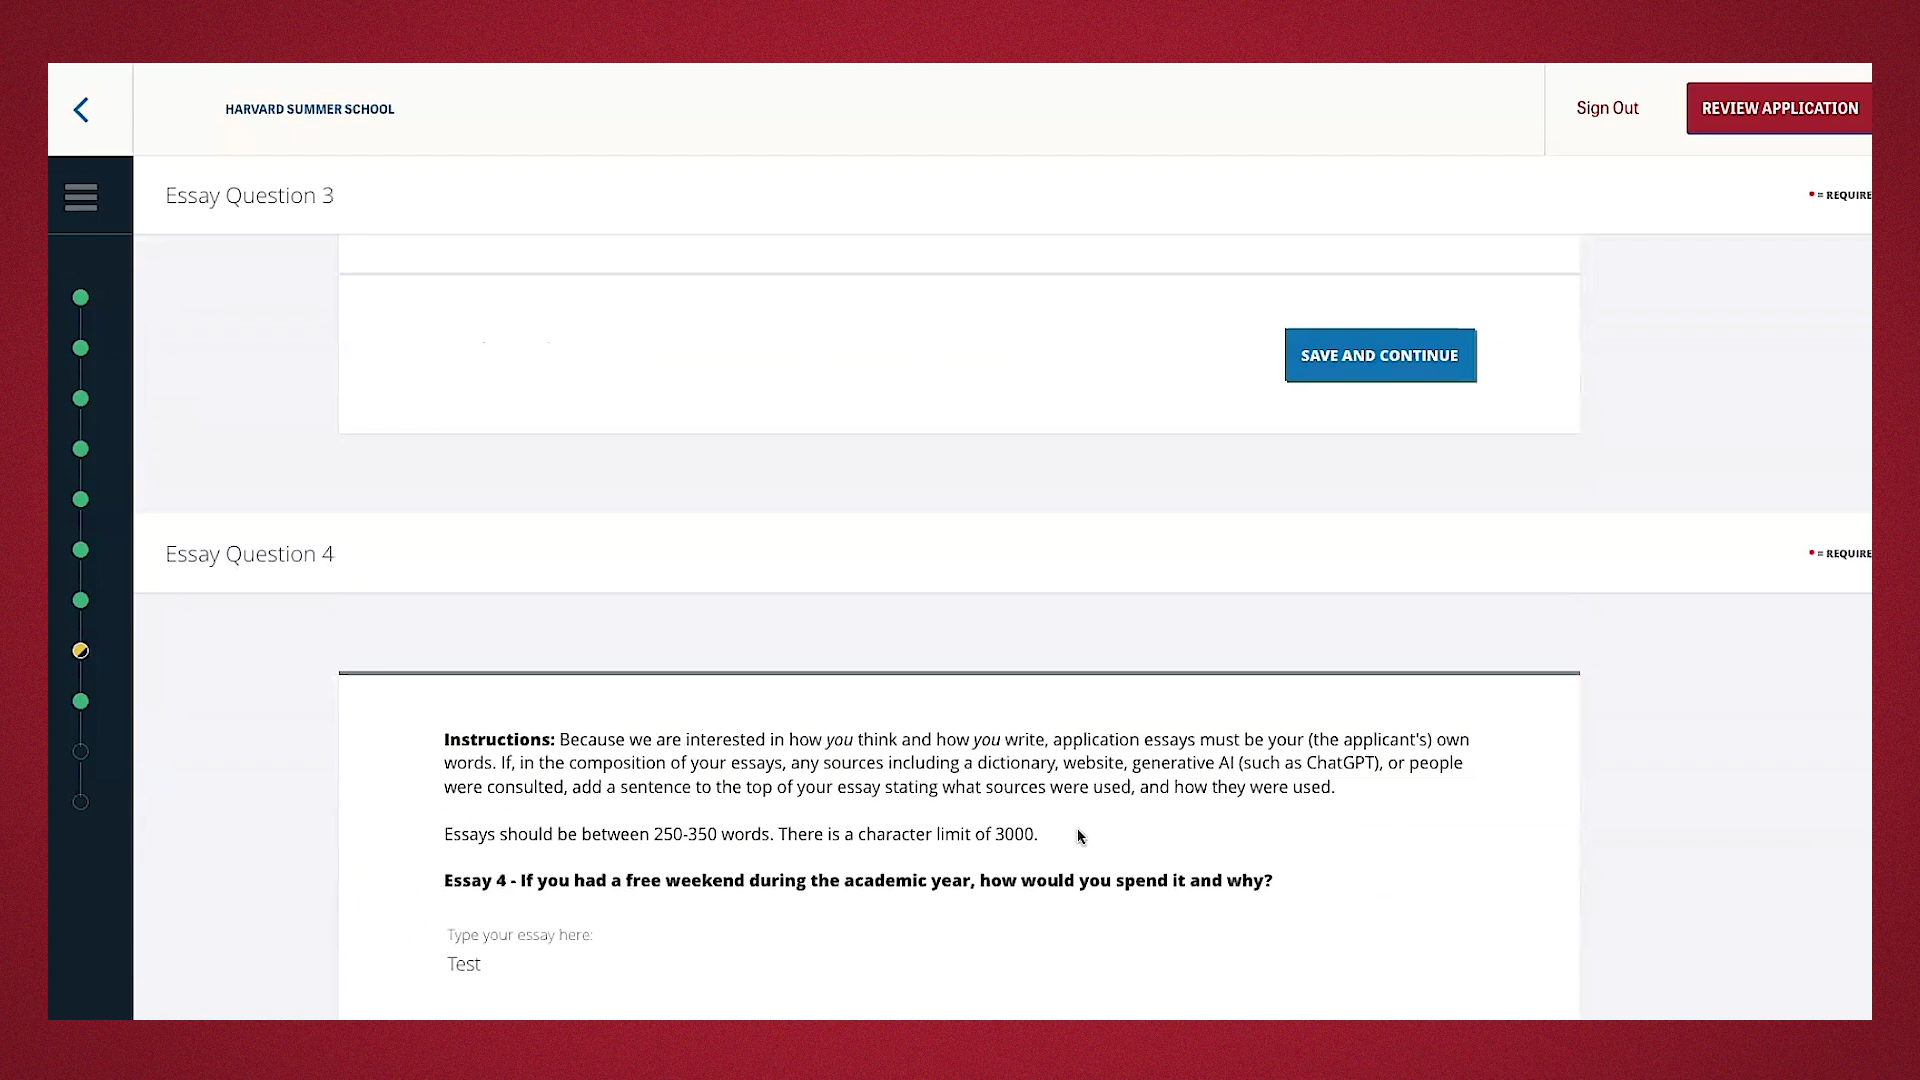 HARVARD SUMMER SCHOOL
Sign Out
REVIEW APPLICATION
Essay Question 3
= REQUIRE
SAVE AND CONTINUE
Essay Question 4
= REQUIRE
Instructions: Because we are interested in how you think and how you write, application essays must be your (the applicant's) own
words. If, in the composition of your essays, any sources including a dictionary, website, generative AI (such as ChatGPT), or people
were consulted, add a sentence to the top of your essay stating what sources were used, and how they were used.
Essays should be between 250-350 words. There is a character limit of 3000.
Essay 4 - If you had a free weekend during the academic year, how would you spend it and why?
Type your essay here:
Test